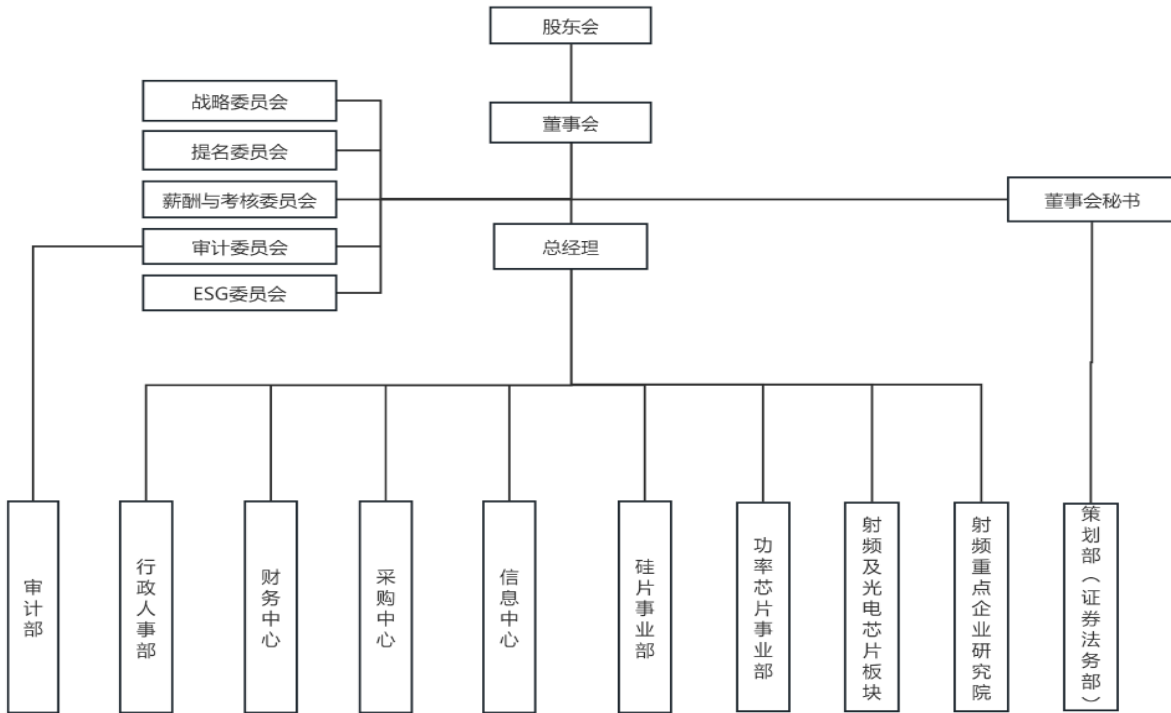 股东会
战略委员会
董事会
提名委员会
薪酬与考核委员会
董事会秘书
审计委员会
总经理
ESG委员会
审计部
行政人事部
财务中心
采购中心
信息中心
硅片事业部
功率芯片事业部
射频及光电芯片板块
射频重点企业研究院
策划部（证券法务部）